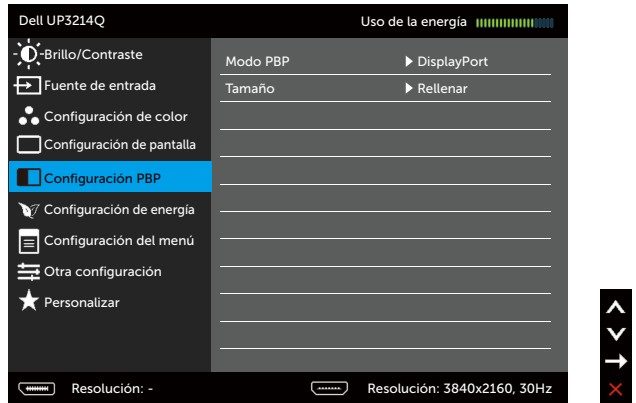 Dell UP3214Q
Uso de la energía
Brillo/Contraste
Modo PBP
DisplayPort
Fuente de entrada
Tamaño
Rellenar
Configuración de color
Configuración de pantalla
Configuración PBP
Configuración de energía
Configuración del menú
Otra configuración
Personalizar
Resolución: -
Resolución: 3840x2160, 30Hz